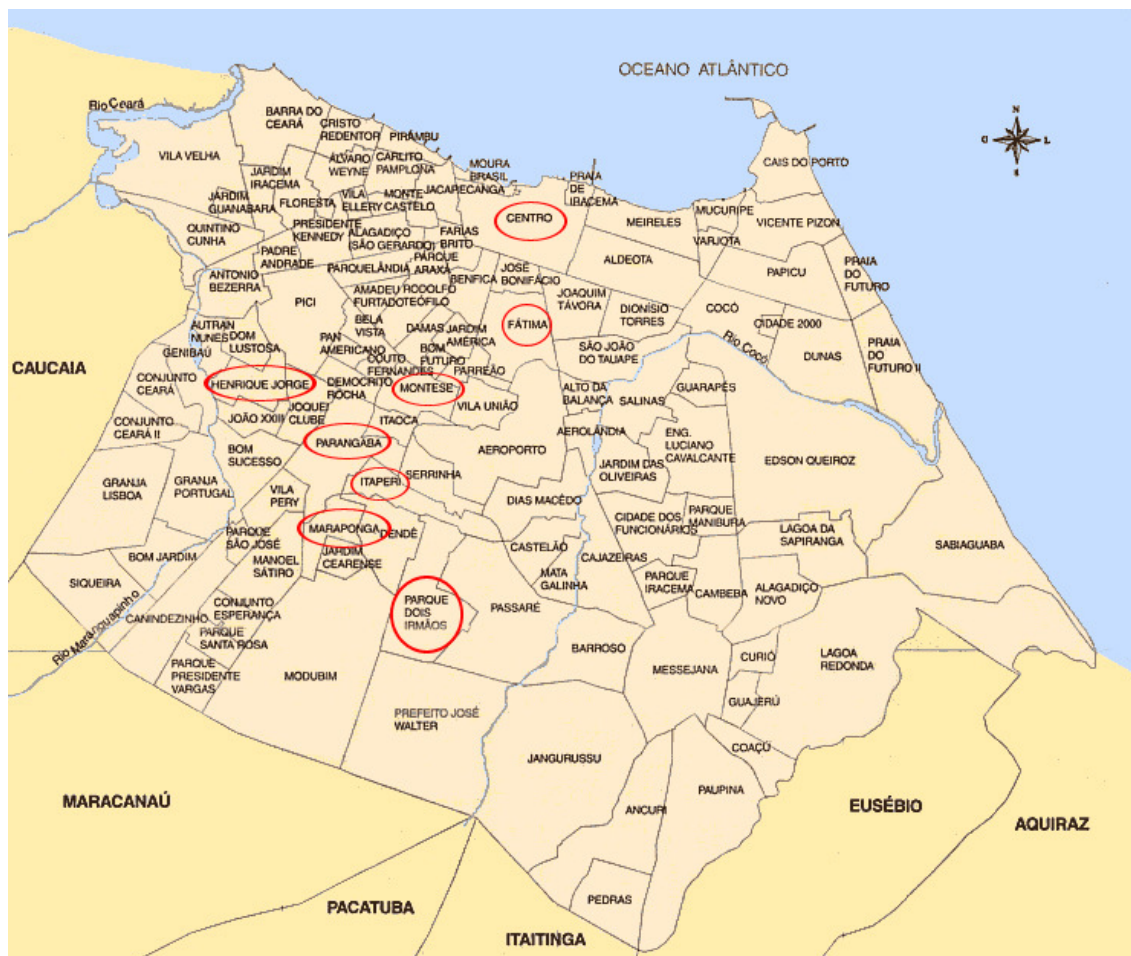 OCEANO ATLÂNTICO
Rio Ceará
BARRA DO
CEARÁ
CRISTO
REDENTOR
PIRÂMBU
N
O
L
S
VILA VELHA
JARDIM
IRACEMA
ÁLVARO
WEYNE
CARLITO
PAMPLONA
MOURA
BRASIL
PRAIA
DE
IRACEMA
CAIS DO PORTO
JARDIM
GUANABARA
FLORESTA
VILA
ELLERY
MONTE
CASTELO
JACARECANGA
CENTRO
MEIRELES
MUCURIPE
VICENTE PIZON
QUINTINO
CUNHA
PRESIDENTE
KENNEDY
ALAGADIÇO
(SÃO GERARDO)
FARIAS
BRITO
VARJOTA
PADRE
ANDRADE
PARQUELÂNDIA
PARQUE
ARAXÁ
JOSÉ
BONIFÁCIO
ALDEOTA
PAPICU
PRAIA
DO
FUTURO
ANTONIO
BEZERRA
PICI
AMADEU
FURTADO
RODOLFO
TEÓFILO
BENFICA
JOAQUIM
TÁVORA
DIONÍSIO
TORRES
COCÓ
CIDADE 2000
AUTRAN
NUNES
DOM
LUSTOSA
PAN
AMERICANO
BELA
VISTA
DAMAS
JARDIM
AMÉRICA
FÁTIMA
SÃO JOÃO
DO TAUAPE
Rio Cocó
DUNAS
PRAIA
DO
FUTURO II
CAUCAIA
GENIBAÚ
COUTO
FERNANDES
BOM
FUTURO
PARREÃO
CONJUNTO
CEARÁ
HENRIQUE JORGE
DEMOCRITO
ROCHA
MONTESE
VILA UNIÃO
ALTO DA
BALANÇA
GUARAPÉS
SALINAS
CONJUNTO
CEARÁ II
JOÃO XXIII
JOQUEI
CLUBE
ITAOCA
AEROLÂNDIA
BOM
SUCESSO
PARANGABA
AEROPORTO
ENG.
LUCIANO
CAVALCANTE
EDSON QUEIROZ
GRANJA
LISBOA
GRANJA
PORTUGAL
VILA
PERY
ITAPERI
SERRINHA
JARDIM DAS
OLIVEIRAS
DIAS MACÊDO
MARAPONGA
DENDÊ
CIDADE DOS
FUNCIONÁRIOS
PARQUE
MANIBURA
LAGOA DA
SAPIRANGA
SABIAGUABA
BOM JARDIM
PARQUE
SÃO JOSÉ
MANOEL
SÁTIRO
JARDIM
CEARENSE
CASTELÃO
MATA
GALINHA
CAJAZEIRAS
SIQUEIRA
PARQUE
IRACEMA
CAMBEBA
ALAGADIÇO
NOVO
CANINDEZINHO
CONJUNTO
ESPERANÇA
PARQUE
DOIS
IRMÃOS
PASSARÉ
Rio Maranguapinho
PARQUE
SANTA ROSA
BARROSO
MESSEJANA
CURIÓ
LAGOA
REDONDA
PARQUE
PRESIDENTE
VARGAS
MODUBIM
PREFEITO JOSÉ
WALTER
GUAJERÚ
JANGURUSSU
COAÇÚ
MARACANAÚ
ANCURI
PAUPINA
EUSÉBIO
AQUIRAZ
PEDRAS
PACATUBA
ITAITINGA